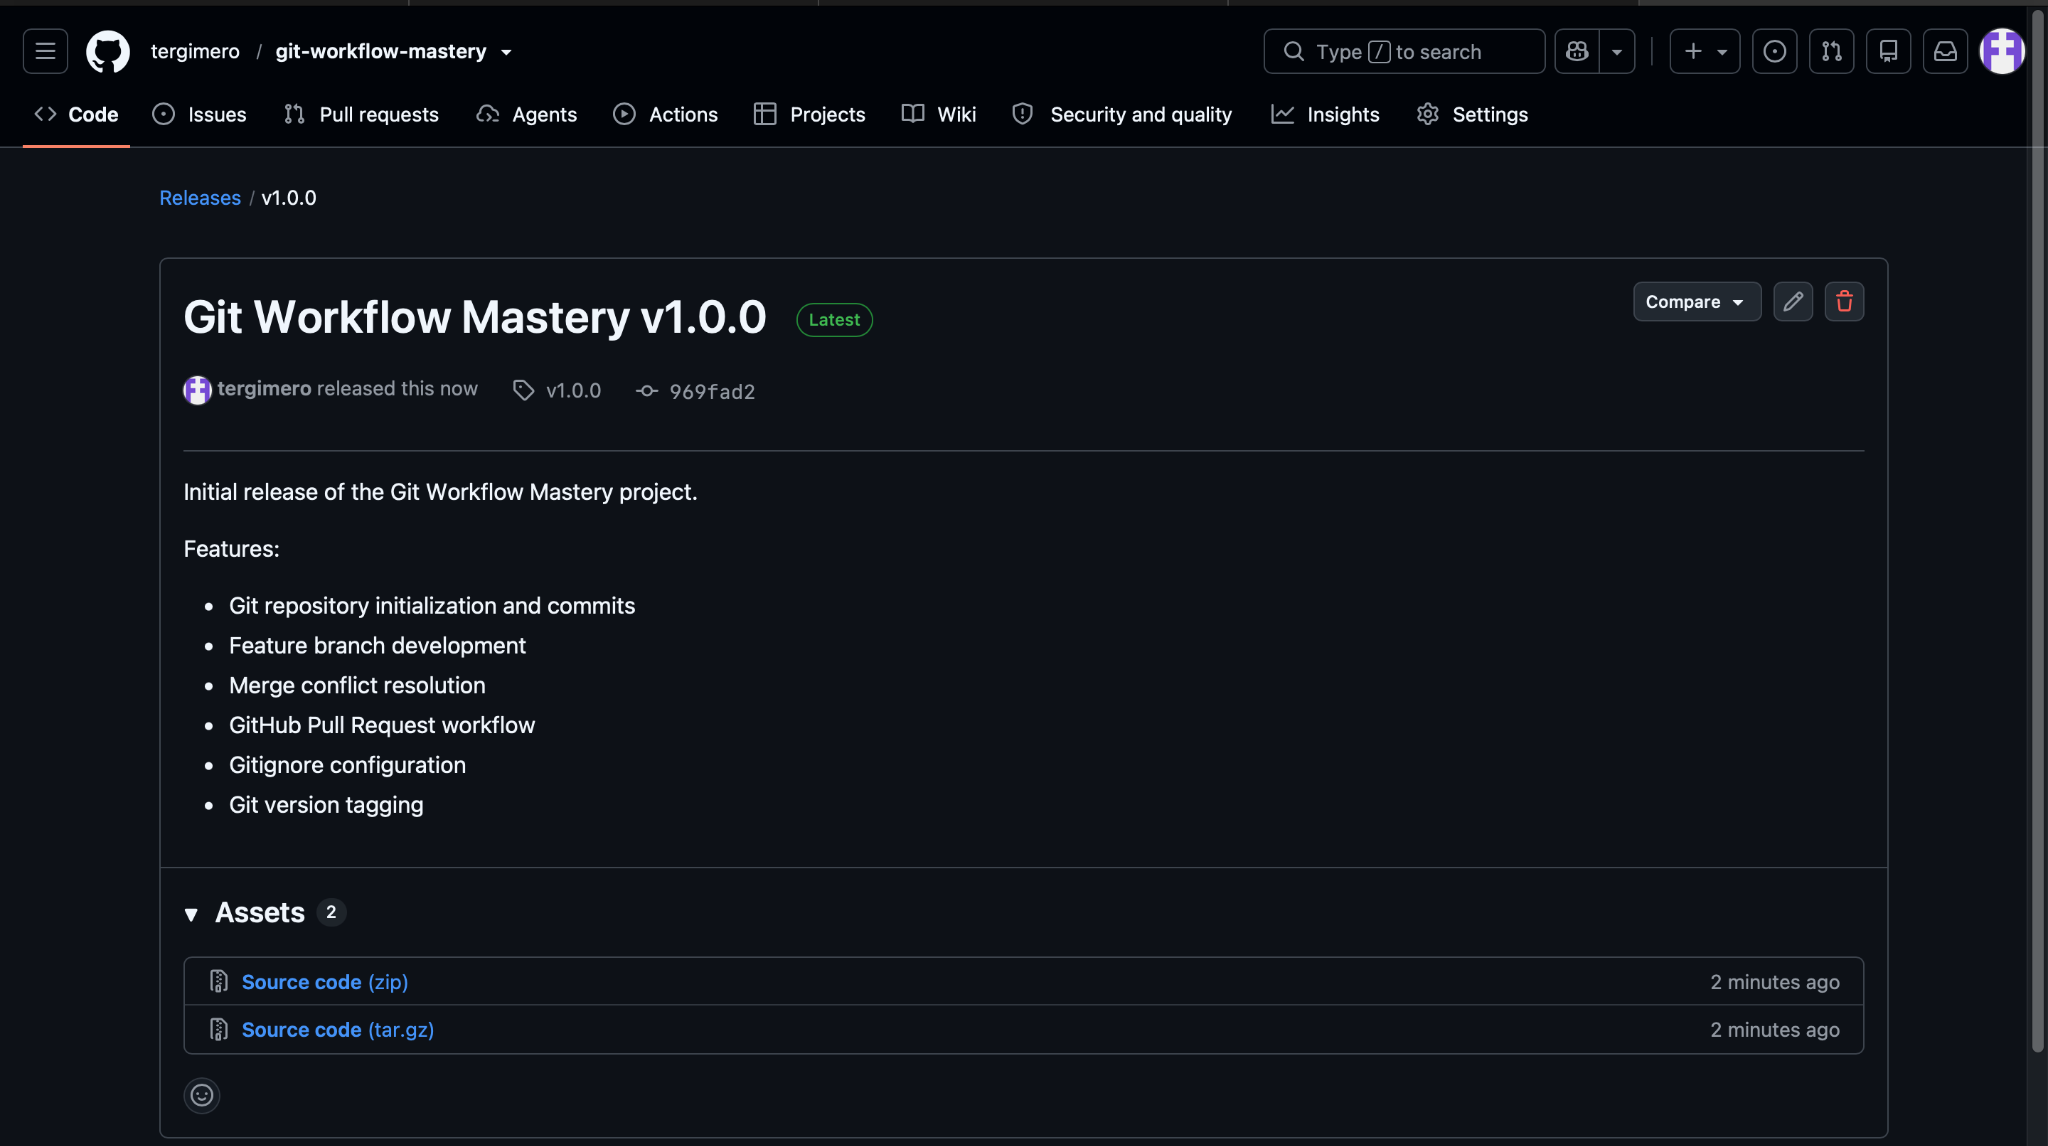 tergimero / git-workflow-mastery
Type / to search
Code
Issues
Pull requests
Agents
Actions
Projects
Wiki
Security and quality
Insights
Settings
Releases / v1.0.0
Git Workflow Mastery v1.0.0 Latest
Compare
tergimero released this now v1.0.0 969fad2
Initial release of the Git Workflow Mastery project.
Features:
Git repository initialization and commits
Feature branch development
Merge conflict resolution
GitHub Pull Request workflow
Gitignore configuration
Git version tagging
Assets 2
Source code (zip) 2 minutes ago
Source code (tar.gz) 2 minutes ago